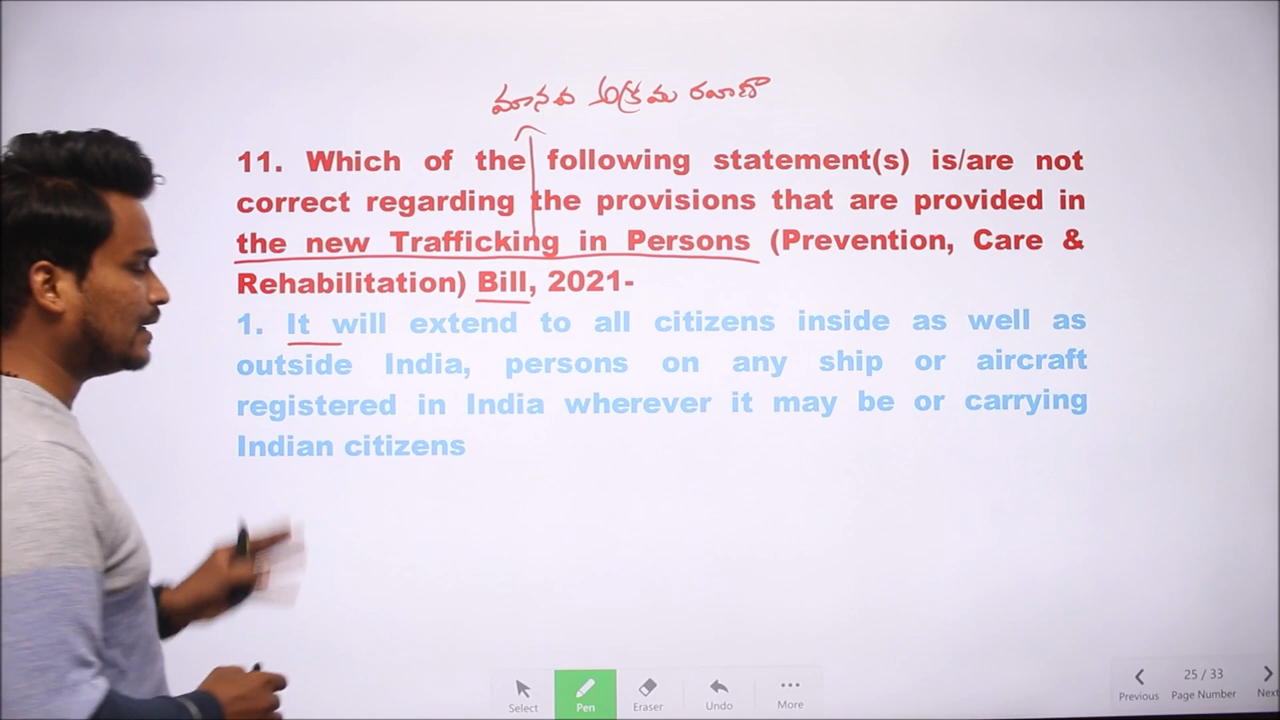 మానవ అక్రమ రవాణా
11. Which of the following statement(s) is/are not
correct regarding the provisions that are provided in
the new Trafficking in Persons (Prevention, Care &
Rehabilitation) Bill, 2021-
1. It will extend to all citizens inside as well as
outside India, persons on any ship or aircraft
registered in India wherever it may be or carrying
Indian citizens
Select
Pen
Eraser
Undo
More
Previous
25 / 33
Page Number
Next